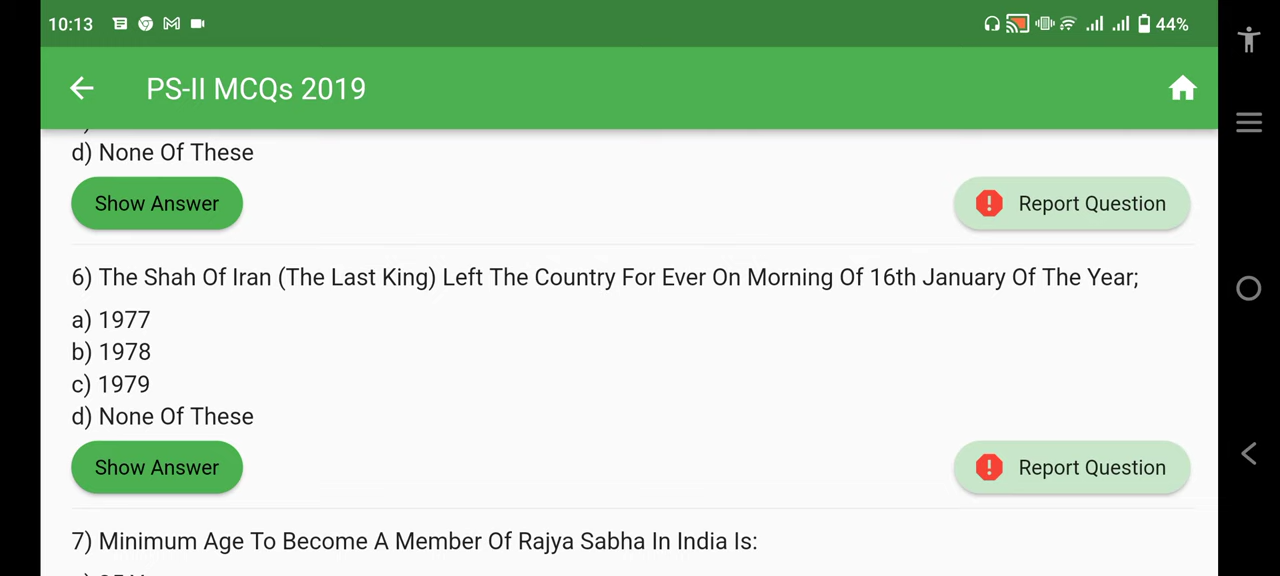 10:13
44%
PS-II MCQs 2019
d) None Of These
Show Answer
Report Question
6) The Shah Of Iran (The Last King) Left The Country For Ever On Morning Of 16th January Of The Year;
a) 1977
b) 1978
c) 1979
d) None Of These
Show Answer
Report Question
7) Minimum Age To Become A Member Of Rajya Sabha In India Is: